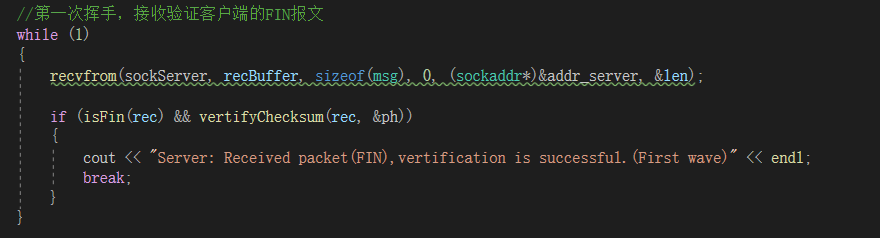 //第一次挥手，接收验证客户端的FIN报文
while (1)
{
recvfrom(sockServer, recBuffer, sizeof(msg), 0, (sockaddr*)&addr_server, &len);
if (isFin(rec) && vertifyChecksum(rec, &ph))
{
cout << "Server: Received packet(FIN),vertification is successful.(First wave)" << endl;
break;
}
}